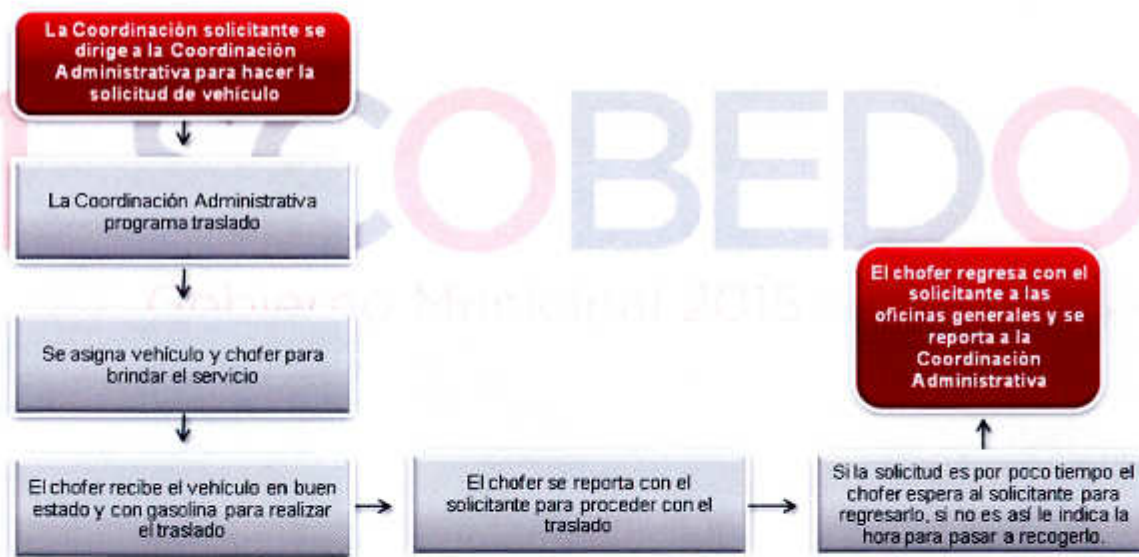 La Coordinación solicitante se
dirige a la Coordinación
Administrativa para hacer la
solicitud de vehículo
ESCOBEDO
La Coordinación Administrativa
programa traslado
Gobierno Municipal 2015
Se asigna vehículo y chofer para
brindar el servicio
El chofer recibe el vehículo en buen
estado y con gasolina para realizar
el traslado
El chofer se reporta con el
solicitante para proceder con el
traslado
Si la solicitud es por poco tiempo el
chofer espera al solicitante para
regresarlo, si no es así le indica la
hora para pasar a recogerlo.
El chofer regresa con el
solicitante a las
oficinas generales y se
reporta a la
Coordinación
Administrativa